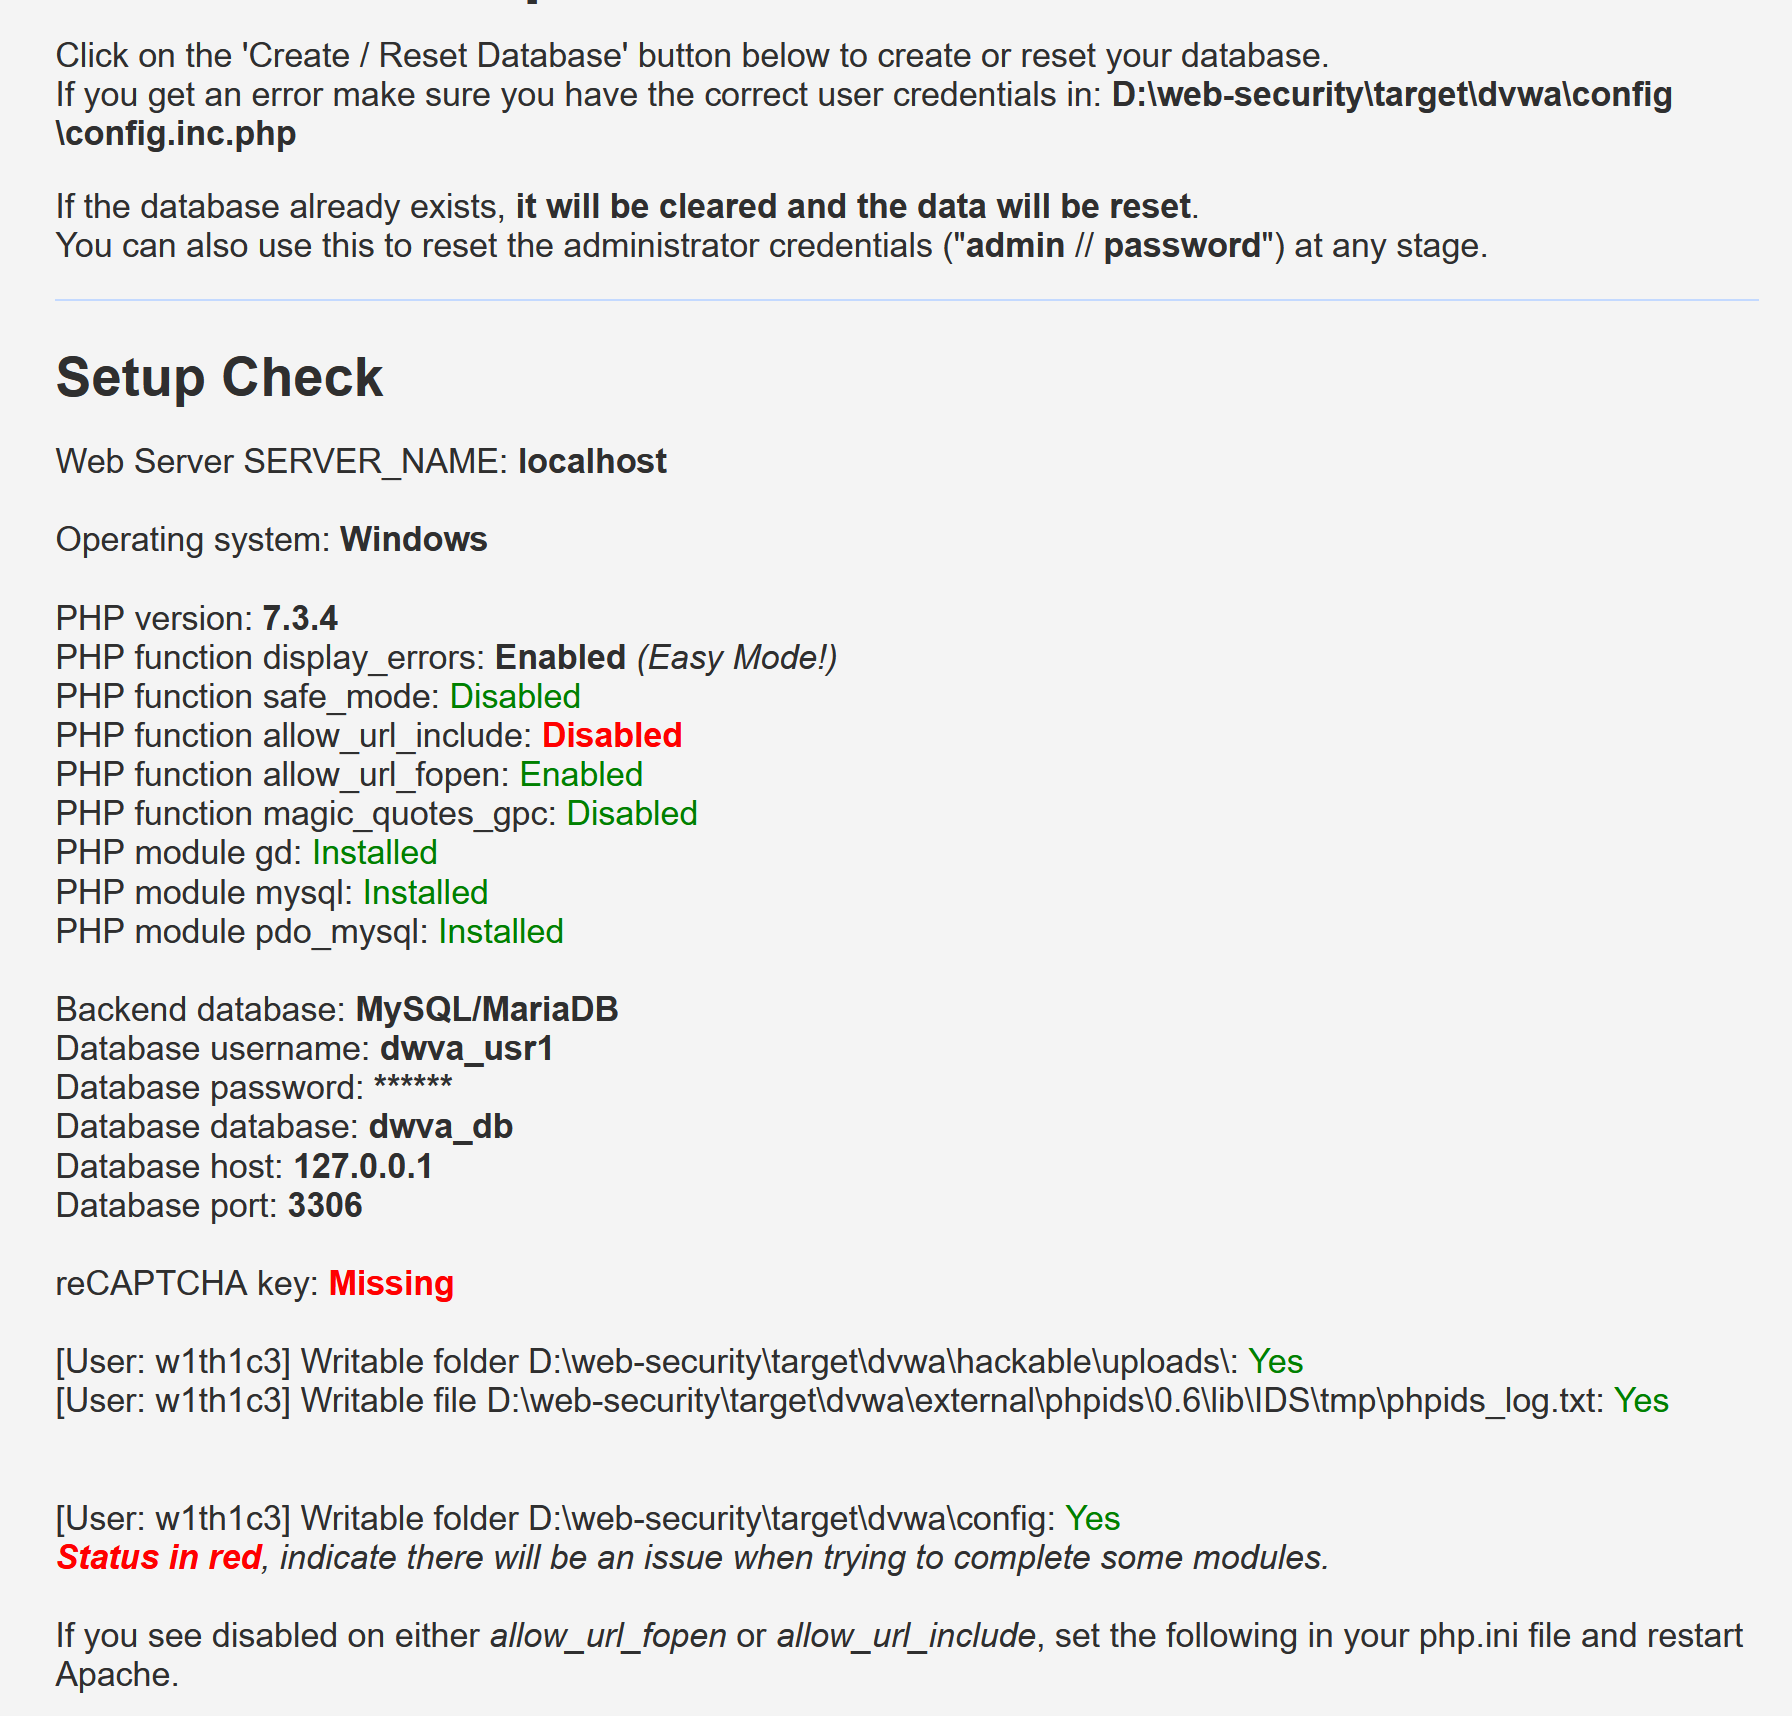 Click on the 'Create / Reset Database' button below to create or reset your database.
If you get an error make sure you have the correct user credentials in: D:\web-security\target\dvwa\config
\config.inc.php
If the database already exists, it will be cleared and the data will be reset.
You can also use this to reset the administrator credentials ("admin // password") at any stage.
Setup Check
Web Server SERVER_NAME: localhost
Operating system: Windows
PHP version: 7.3.4
PHP function display_errors: Enabled (Easy Mode!)
PHP function safe_mode: Disabled
PHP function allow_url_include: Disabled
PHP function allow_url_fopen: Enabled
PHP function magic_quotes_gpc: Disabled
PHP module gd: Installed
PHP module mysql: Installed
PHP module pdo_mysql: Installed
Backend database: MySQL/MariaDB
Database username: dwva_usr1
Database password: ******
Database database: dwva_db
Database host: 127.0.0.1
Database port: 3306
reCAPTCHA key: Missing
[User: w1th1c3] Writable folder D:\web-security\target\dvwa\hackable\uploads\: Yes
[User: w1th1c3] Writable file D:\web-security\target\dvwa\external\phpids\0.6\lib\IDS\tmp\phpids_log.txt: Yes
[User: w1th1c3] Writable folder D:\web-security\target\dvwa\config: Yes
Status in red, indicate there will be an issue when trying to complete some modules.
If you see disabled on either allow_url_fopen or allow_url_include, set the following in your php.ini file and restart
Apache.